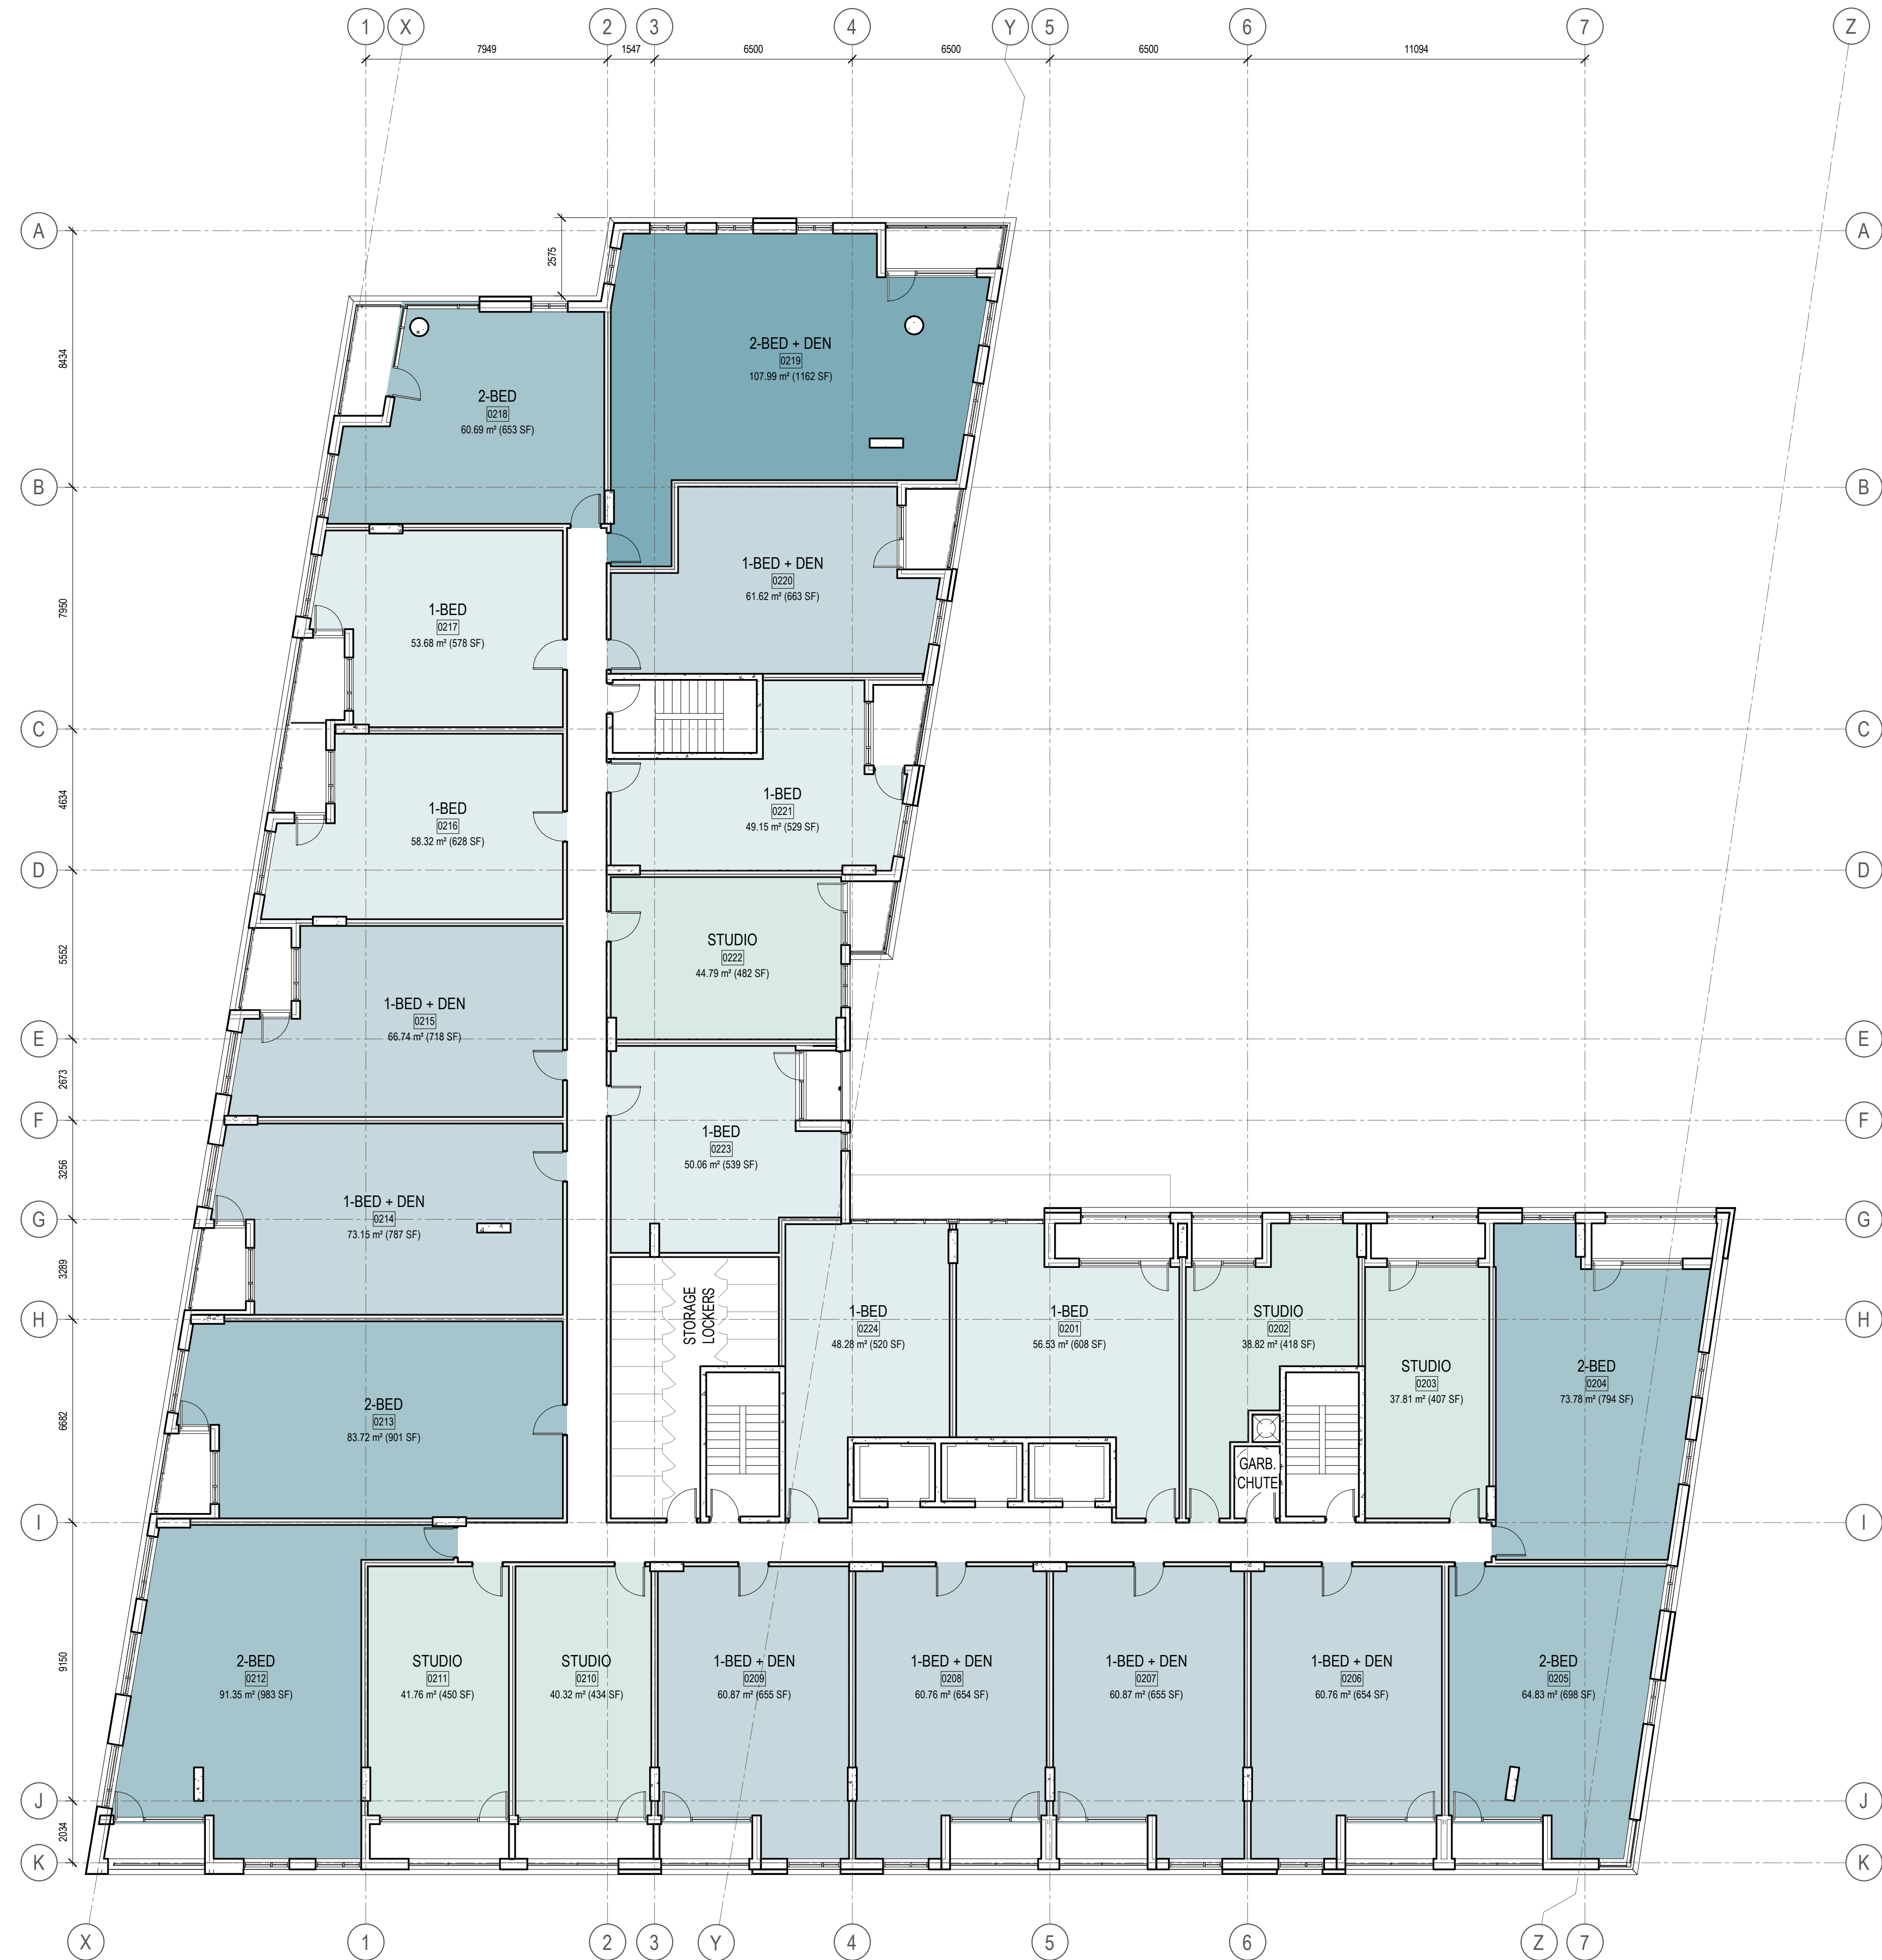 1 X 2 3 4 Y 5 6 7 Z
7949 1547 6500 6500 6500 11094
A A
2575
8434
2-BED + DEN
0219
107.99 m² (1162 SF)
2-BED
0218
60.69 m² (653 SF)
B B
7950
1-BED + DEN
0220
61.62 m² (663 SF)
1-BED
0217
53.68 m² (578 SF)
C C
4634
1-BED
0221
49.15 m² (529 SF)
1-BED
0216
58.32 m² (628 SF)
D D
5552
STUDIO
0222
44.79 m² (482 SF)
1-BED + DEN
0215
66.74 m² (718 SF)
E E
2673
F F
3256
1-BED
0223
50.06 m² (539 SF)
1-BED + DEN
0214
73.15 m² (787 SF)
G G
3289
STORAGE
LOCKERS
1-BED
0224
48.28 m² (520 SF)
1-BED
0201
56.53 m² (608 SF)
STUDIO
0202
38.82 m² (418 SF)
H H
STUDIO
0203
37.81 m² (407 SF)
2-BED
0204
73.78 m² (794 SF)
6682
2-BED
0213
83.72 m² (901 SF)
GARB.
CHUTE
I I
9150
2-BED
0212
91.35 m² (983 SF)
STUDIO
0211
41.76 m² (450 SF)
STUDIO
0210
40.32 m² (434 SF)
1-BED + DEN
0209
60.87 m² (655 SF)
1-BED + DEN
0208
60.76 m² (654 SF)
1-BED + DEN
0207
60.87 m² (655 SF)
1-BED + DEN
0206
60.76 m² (654 SF)
2-BED
0205
64.83 m² (698 SF)
J J
2034
K K
X 1 2 3 Y 4 5 6 Z 7